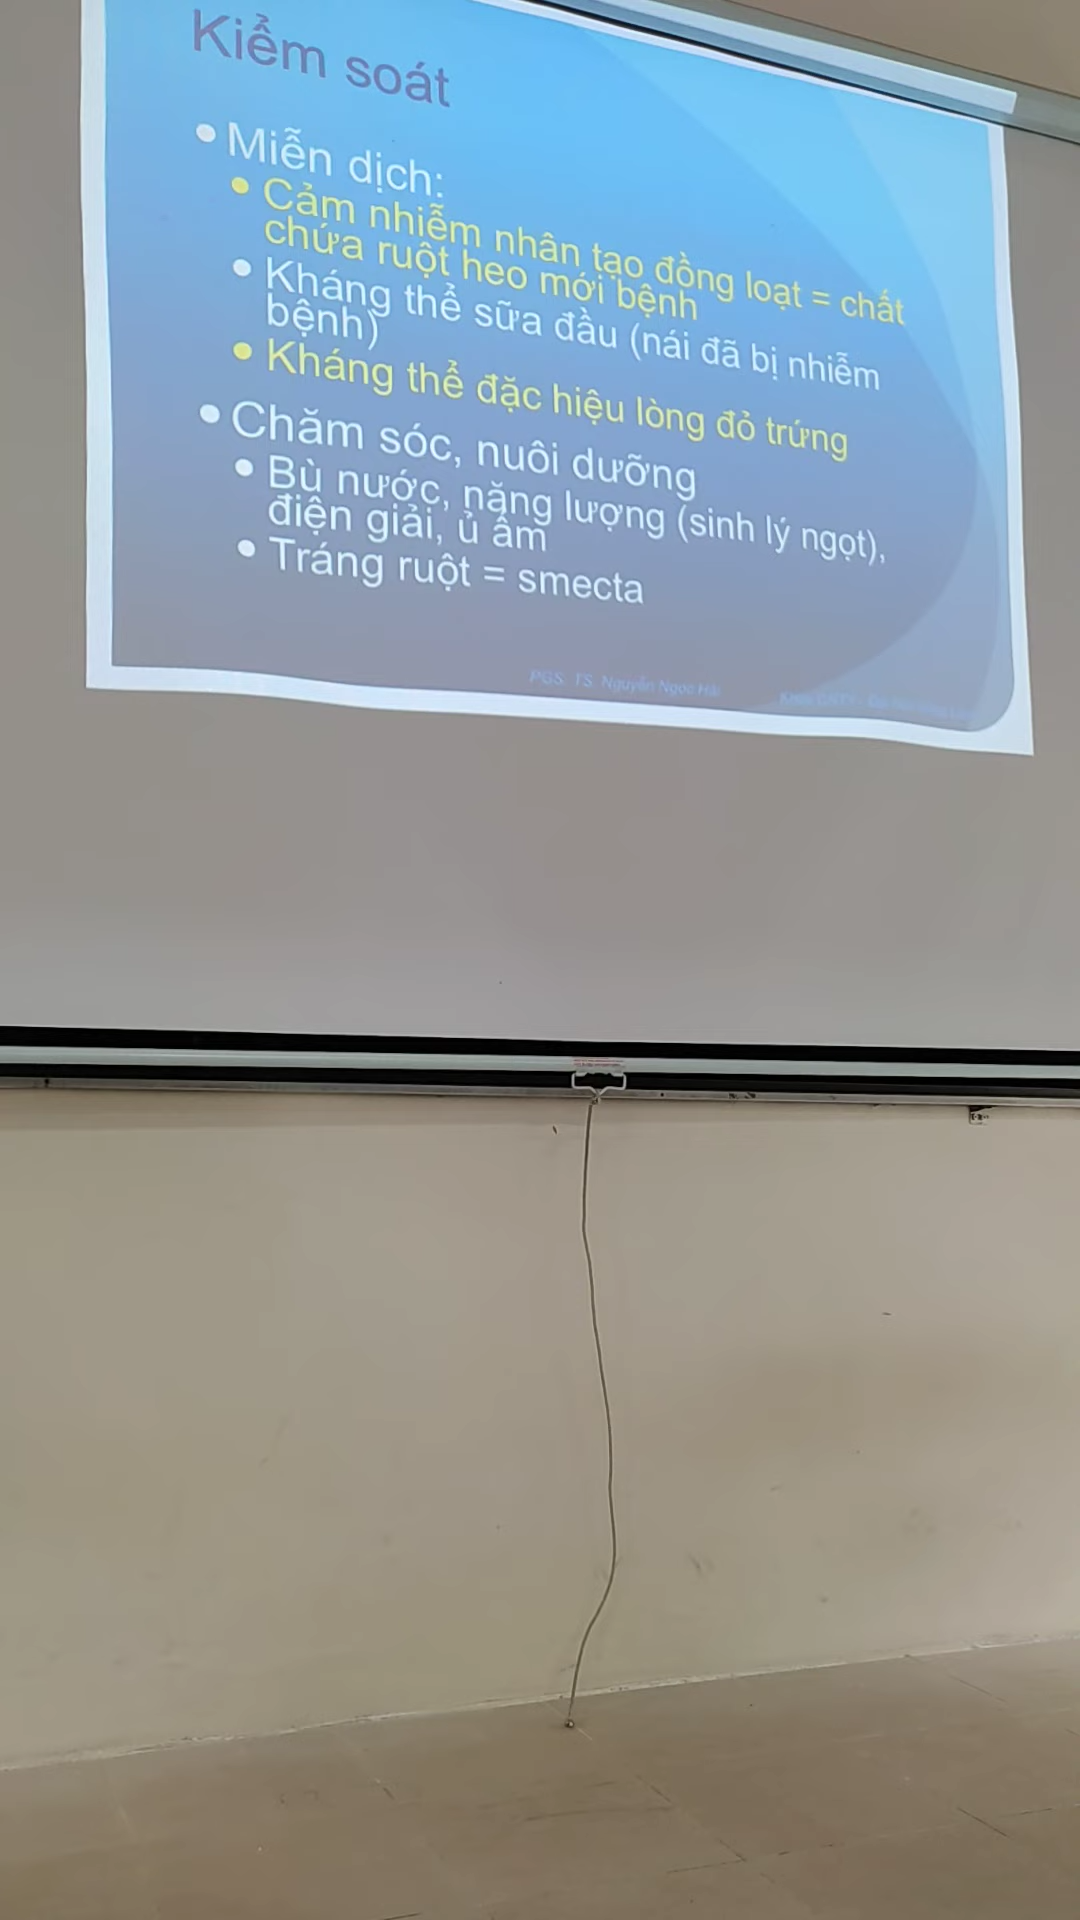 Kiểm soát
• Miễn dịch:
• Cảm nhiễm nhân tạo đồng loạt = chất
chứa ruột heo mới bệnh
• Kháng thể sữa đầu (nái đã bị nhiễm
bệnh)
• Kháng thể đặc hiệu lòng đỏ trứng
• Chăm sóc, nuôi dưỡng
• Bù nước, năng lượng (sinh lý ngọt),
điện giải, ủ ấm
• Tráng ruột = smecta
PGS. TS. Nguyễn Ngọc Hải